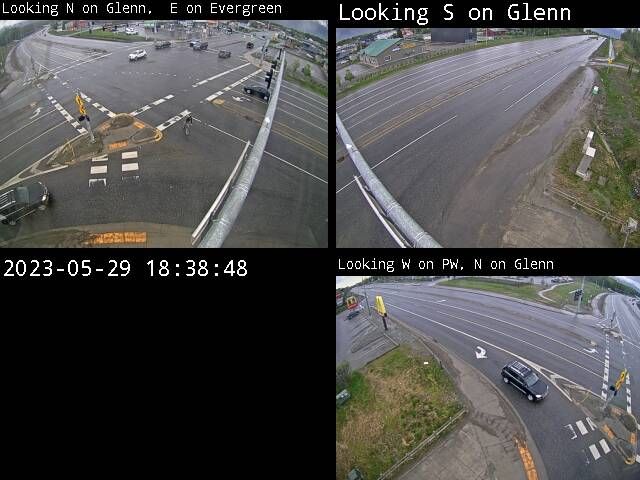 Looking N on Glenn, E on Evergreen
Looking S on Glenn
2023-05-29 18:38:48
Looking W on PW, N on Glenn